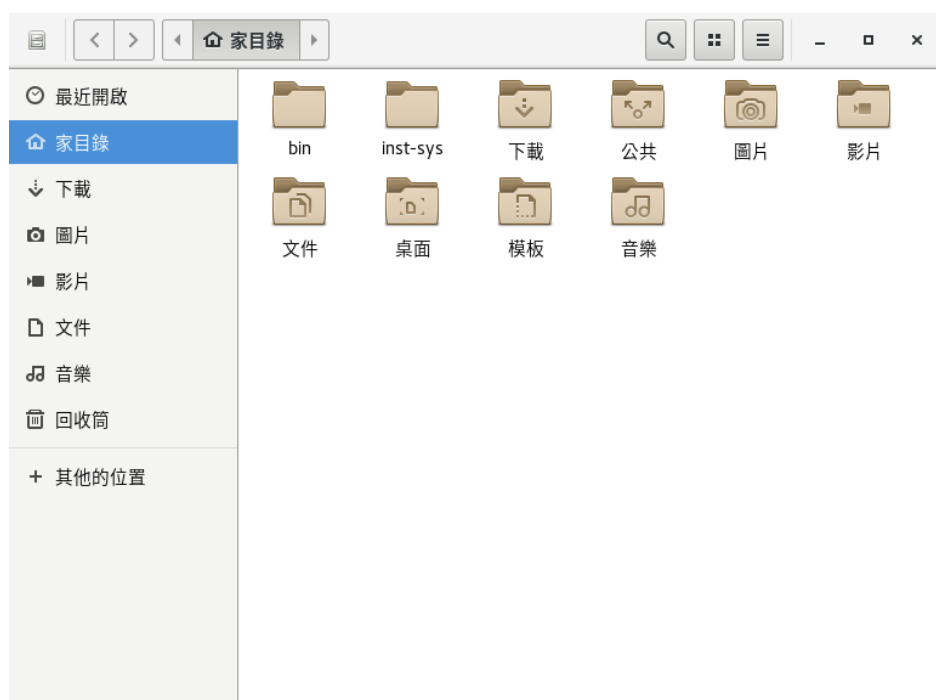 家目錄
最近開啟
家目錄
下載
圖片
影片
文件
音樂
回收筒
其他的位置
bin
inst-sys
下載
公共
圖片
影片
文件
桌面
模板
音樂